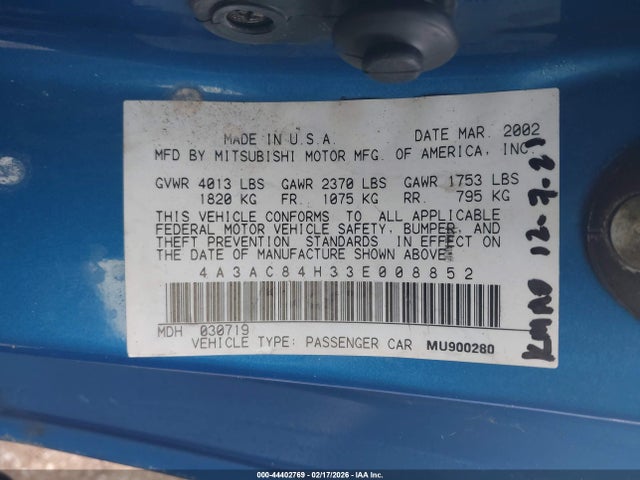 MADE IN U.S.A. DATE MAR. 2002
MFD BY MITSUBISHI MOTOR MFG. OF AMERICA, INC.
GVWR 4013 LBS GAWR 2370 LBS GAWR 1753 LBS
1820 KG FR. 1075 KG RR. 795 KG
THIS VEHICLE CONFORMS TO ALL APPLICABLE
FEDERAL MOTOR VEHICLE SAFETY, BUMPER, AND
THEFT PREVENTION STANDARDS IN EFFECT ON
THE DATE OF MANUFACTURE SHOWN ABOVE.
4A3AC84H33E008852
MDH 030719
VEHICLE TYPE: PASSENGER CAR MU900280
12-7-21
000-44402769 - 02/17/2026 - IAA Inc.